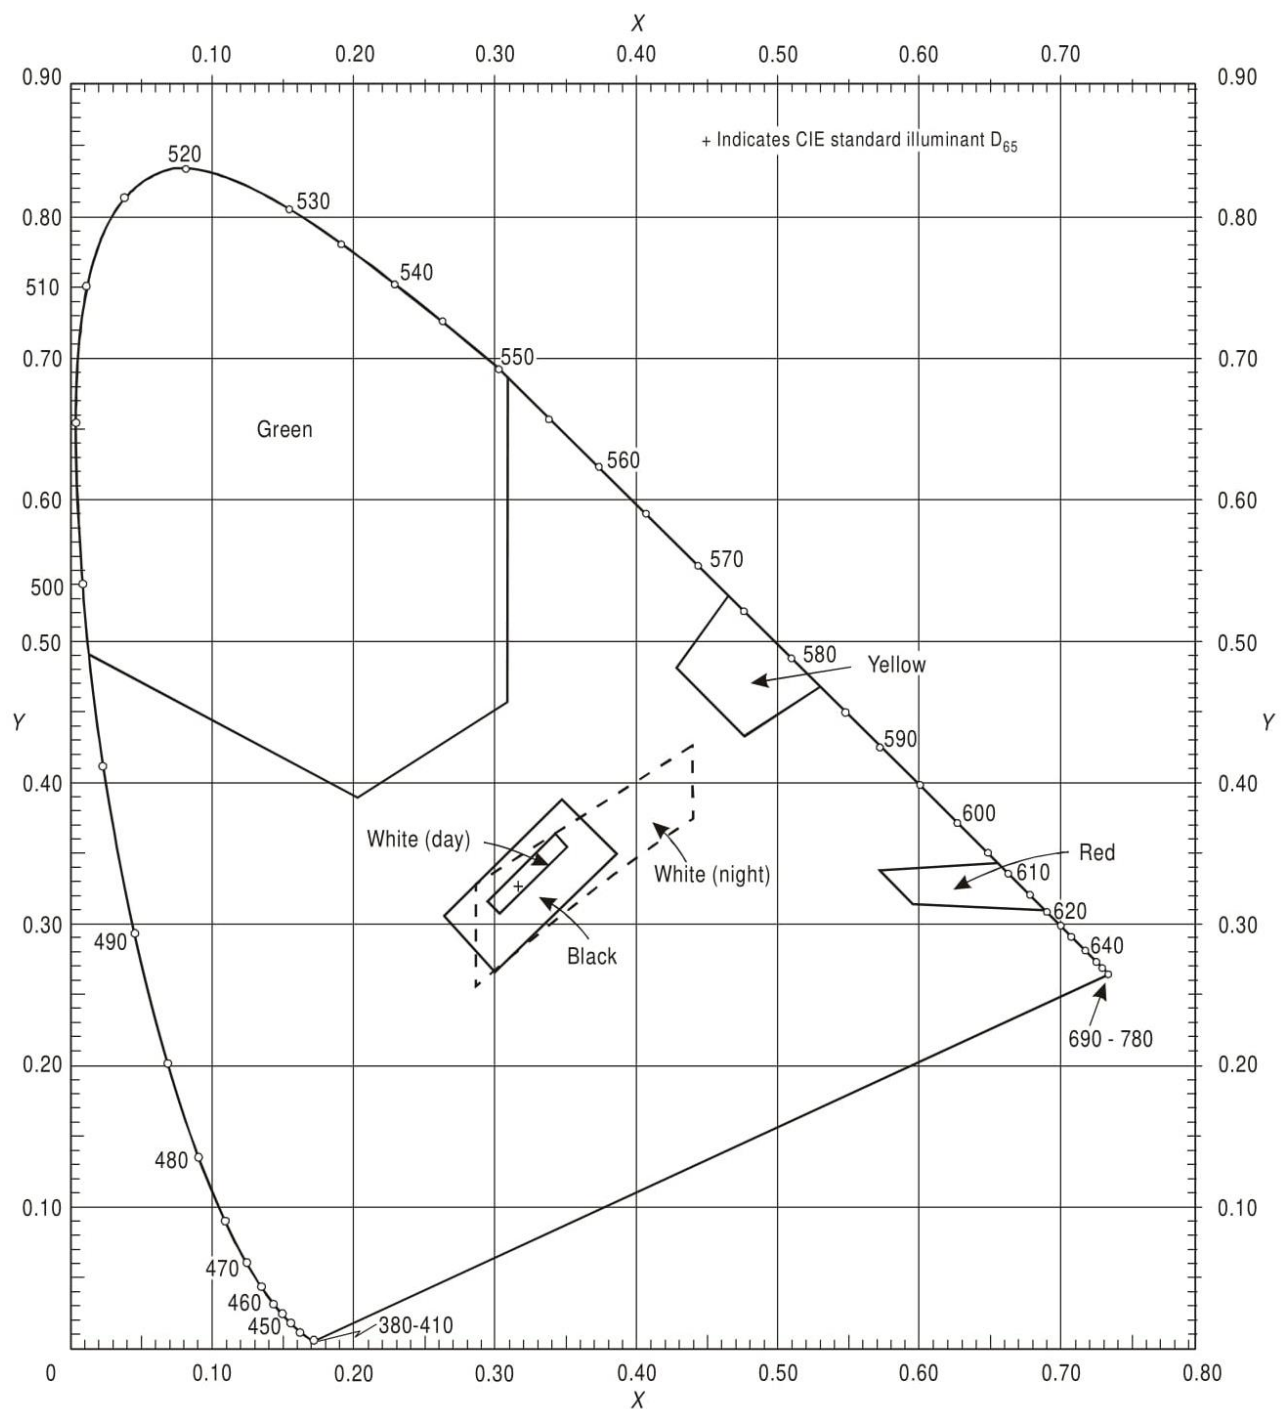 X
0.10 0.20 0.30 0.40 0.50 0.60 0.70
0.90 0.90
+ Indicates CIE standard illuminant D65
520
530
0.80 0.80
540
510
550
0.70 0.70
Green
560
0.60 0.60
570
500
0.50 0.50
580
Yellow
Y Y
590
0.40 0.40
600
White (day)
Red
White (night)
610
620
0.30 0.30
490
640
Black
690 - 780
0.20 0.20
480
0.10 0.10
470
460
450
380-410
0 0.10 0.20 0.30 0.40 0.50 0.60 0.70 0.80
X